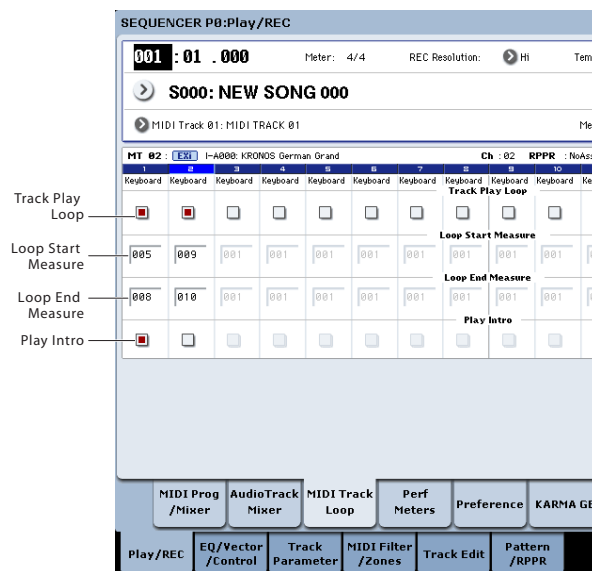 SEQUENCER P0:Play/REC
001 : 01 . 000 Meter: 4/4 REC Resolution: Hi Tem
S000: NEW SONG 000
MIDI Track 01: MIDI TRACK 01 Me
MT 02 : EXi I-A000: KRONOS German Grand Ch : 02 RPPR : NoAss
1 2 3 4 5 6 7 8 9 10
Keyboard Keyboard Keyboard Keyboard Keyboard Keyboard Keyboard Keyboard Keyboard Keyboard Ke
Track Play Loop
Track Play
Loop
Loop Start Measure
Loop Start
Measure
005 009 001 001 001 001 001 001 001 001
Loop End Measure
Loop End
Measure
008 010 001 001 001 001 001 001 001 001
Play Intro
Play Intro
MIDI Prog
/Mixer
AudioTrack
Mixer
MIDI Track
Loop
Perf
Meters
Preference
KARMA GE
Play/REC
EQ/Vector
/Control
Track
Parameter
MIDI Filter
/Zones
Track Edit
Pattern
/RPPR